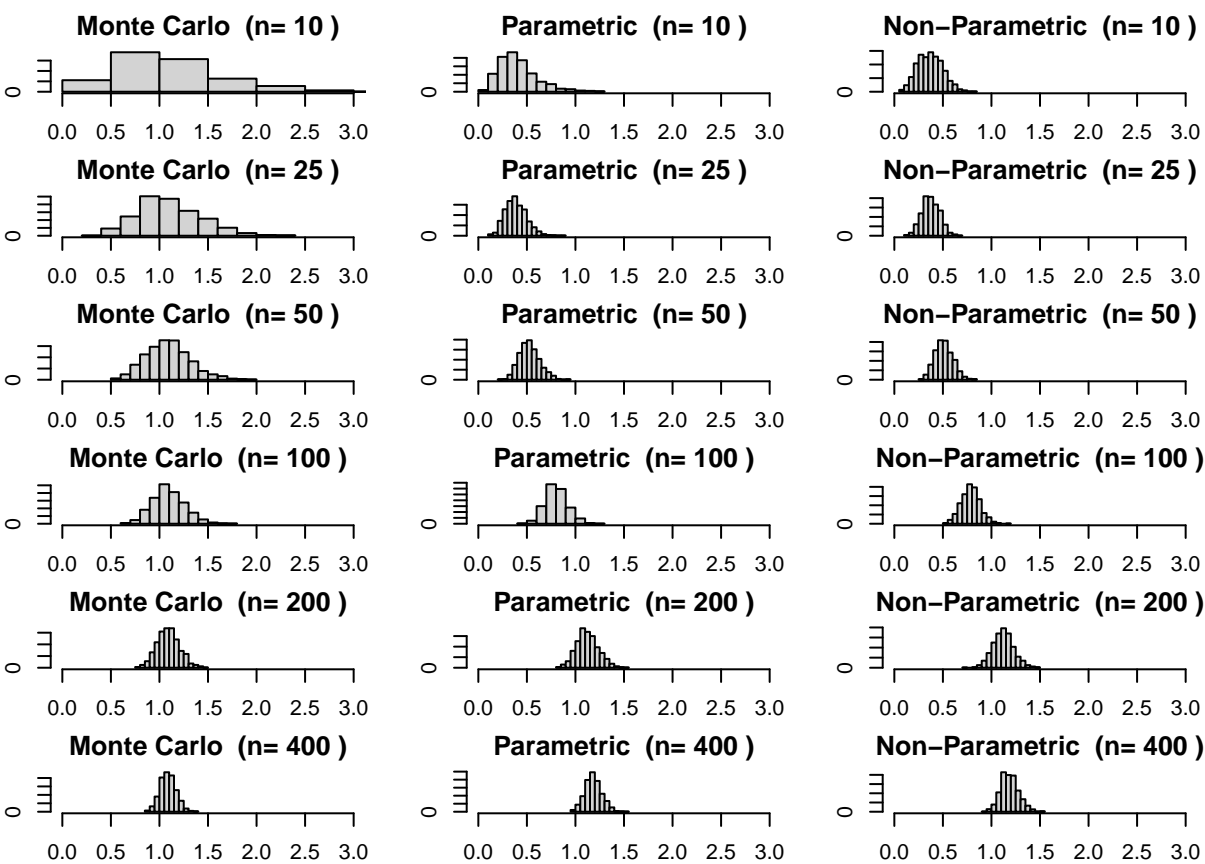 Monte Carlo (n= 10 ) Parametric (n= 10 ) Non−Parametric (n= 10 )
0 0 0
0.0 0.5 1.0 1.5 2.0 2.5 3.0 0.0 0.5 1.0 1.5 2.0 2.5 3.0 0.0 0.5 1.0 1.5 2.0 2.5 3.0
Monte Carlo (n= 25 ) Parametric (n= 25 ) Non−Parametric (n= 25 )
0 0 0
0.0 0.5 1.0 1.5 2.0 2.5 3.0 0.0 0.5 1.0 1.5 2.0 2.5 3.0 0.0 0.5 1.0 1.5 2.0 2.5 3.0
Monte Carlo (n= 50 ) Parametric (n= 50 ) Non−Parametric (n= 50 )
0 0 0
0.0 0.5 1.0 1.5 2.0 2.5 3.0 0.0 0.5 1.0 1.5 2.0 2.5 3.0 0.0 0.5 1.0 1.5 2.0 2.5 3.0
Monte Carlo (n= 100 ) Parametric (n= 100 ) Non−Parametric (n= 100 )
0 0 0
0.0 0.5 1.0 1.5 2.0 2.5 3.0 0.0 0.5 1.0 1.5 2.0 2.5 3.0 0.0 0.5 1.0 1.5 2.0 2.5 3.0
Monte Carlo (n= 200 ) Parametric (n= 200 ) Non−Parametric (n= 200 )
0 0 0
0.0 0.5 1.0 1.5 2.0 2.5 3.0 0.0 0.5 1.0 1.5 2.0 2.5 3.0 0.0 0.5 1.0 1.5 2.0 2.5 3.0
Monte Carlo (n= 400 ) Parametric (n= 400 ) Non−Parametric (n= 400 )
0 0 0
0.0 0.5 1.0 1.5 2.0 2.5 3.0 0.0 0.5 1.0 1.5 2.0 2.5 3.0 0.0 0.5 1.0 1.5 2.0 2.5 3.0